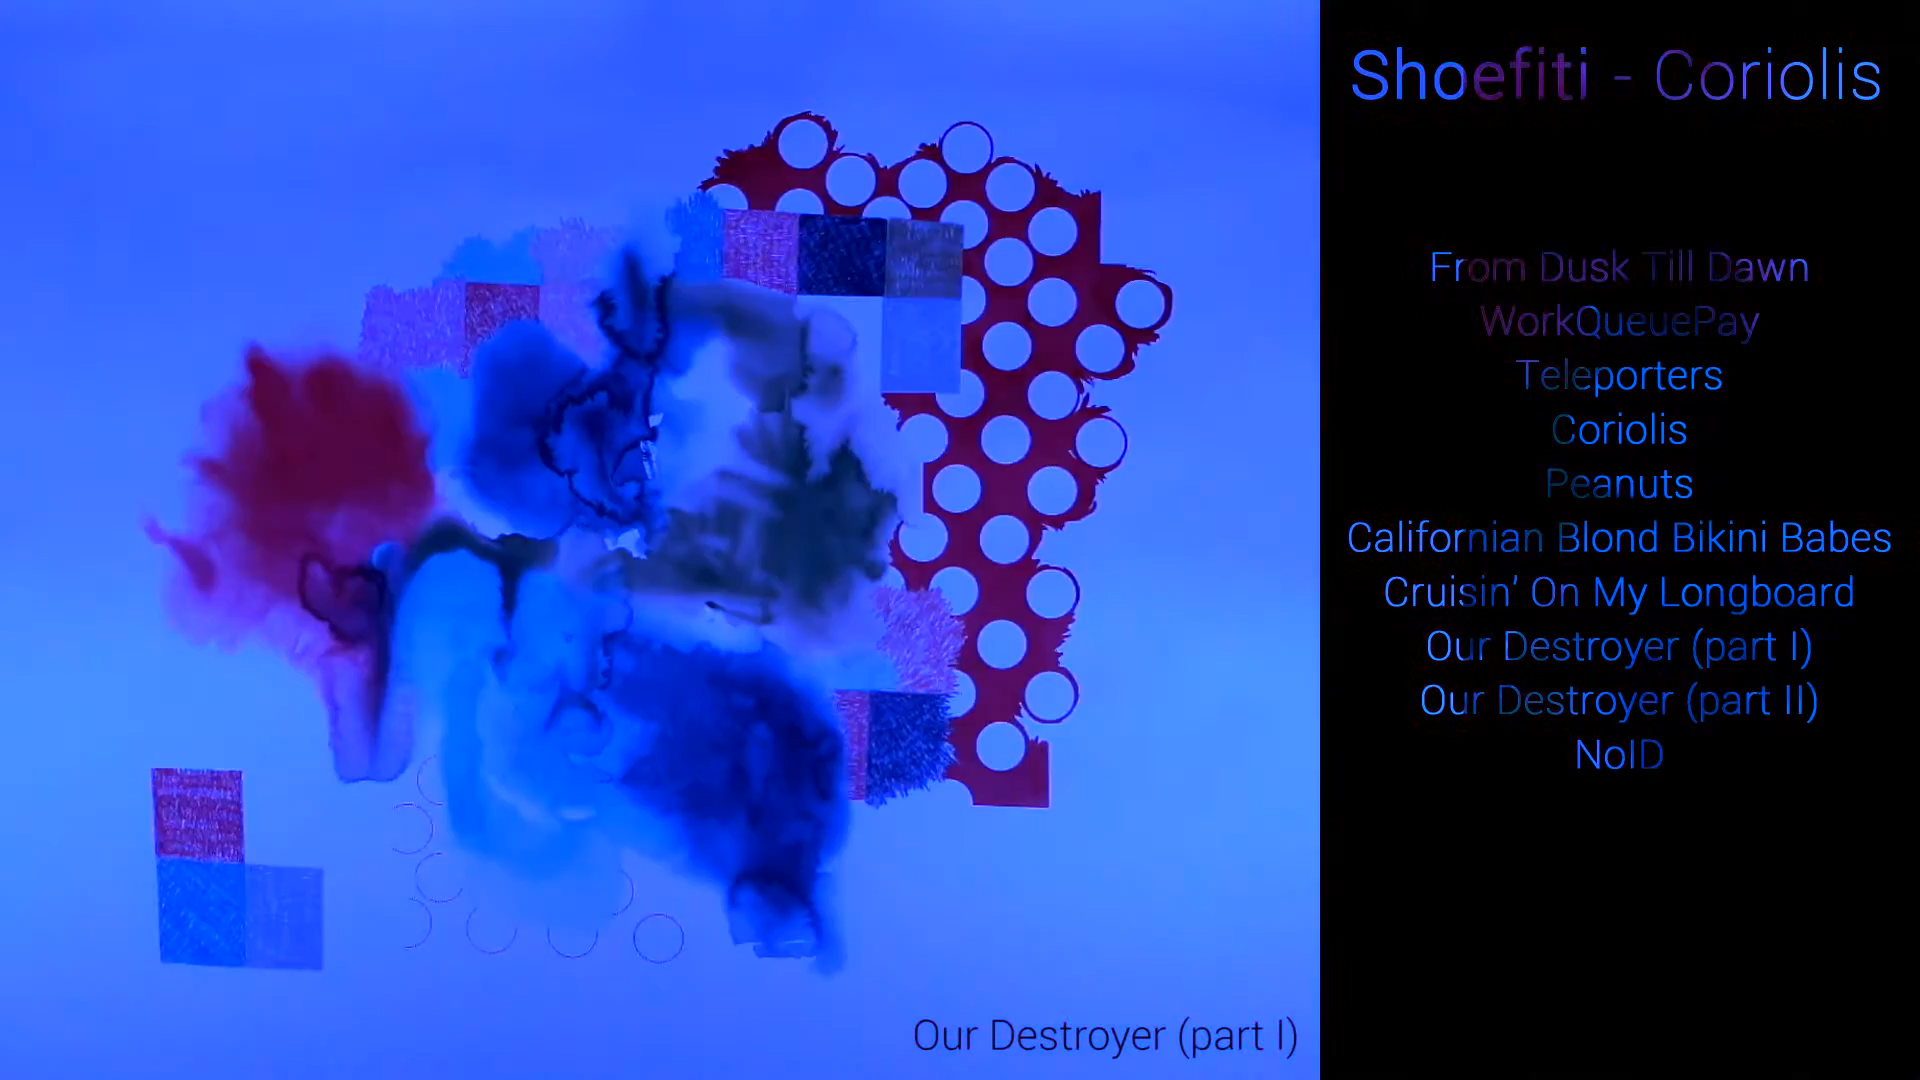 Shoefiti - Coriolis
From Dusk Till Dawn
WorkQueuePay
Teleporters
Coriolis
Peanuts
Californian Blond Bikini Babes
Cruisin’ On My Longboard
Our Destroyer (part I)
Our Destroyer (part II)
NoID
Our Destroyer (part I)